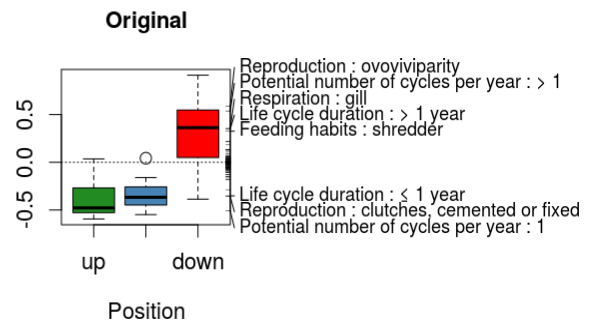 Original
0.5
0.0
-0.5
up
down
Position
Reproduction : ovoviviparity
Potential number of cycles per year : > 1
Respiration : gill
Life cycle duration : > 1 year
Feeding habits : shredder
Life cycle duration : ≤ 1 year
Reproduction : clutches, cemented or fixed
Potential number of cycles per year : 1